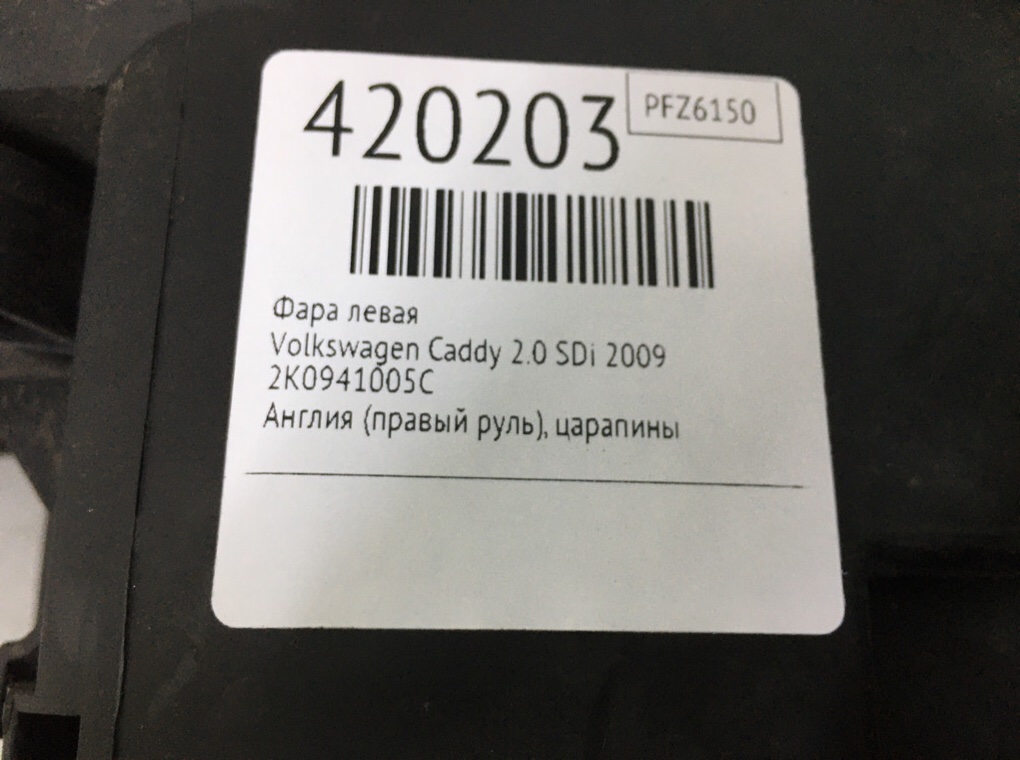 420203
PFZ6150
Фара левая
Volkswagen Caddy 2.0 SDi 2009
2K0941005C
Англия (правый руль), царапины